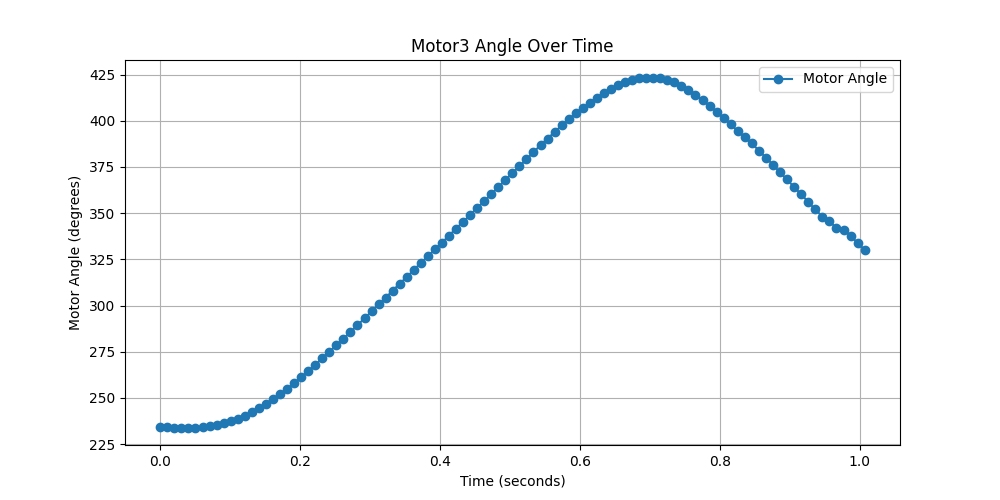 Motor3 Angle Over Time
Motor Angle
Motor Angle (degrees)
425
400
375
350
325
300
275
250
225
0.0 0.2 0.4 0.6 0.8 1.0
Time (seconds)